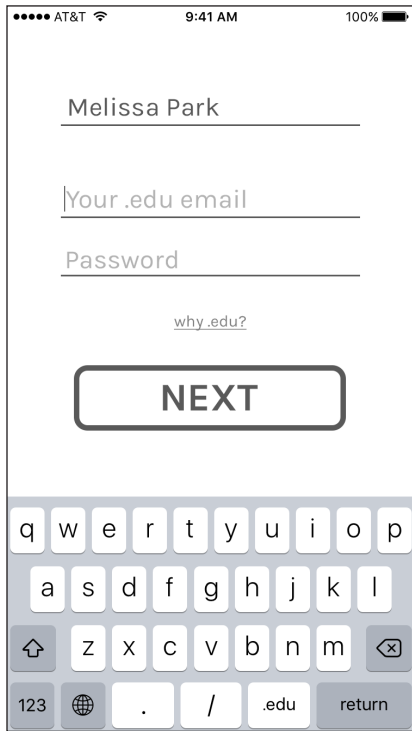 AT&T 9:41 AM 100%
Melissa Park
Your .edu email
Password
why .edu?
NEXT
q w e r t y u i o p
a s d f g h j k l
z x c v b n m
123 . / .edu return